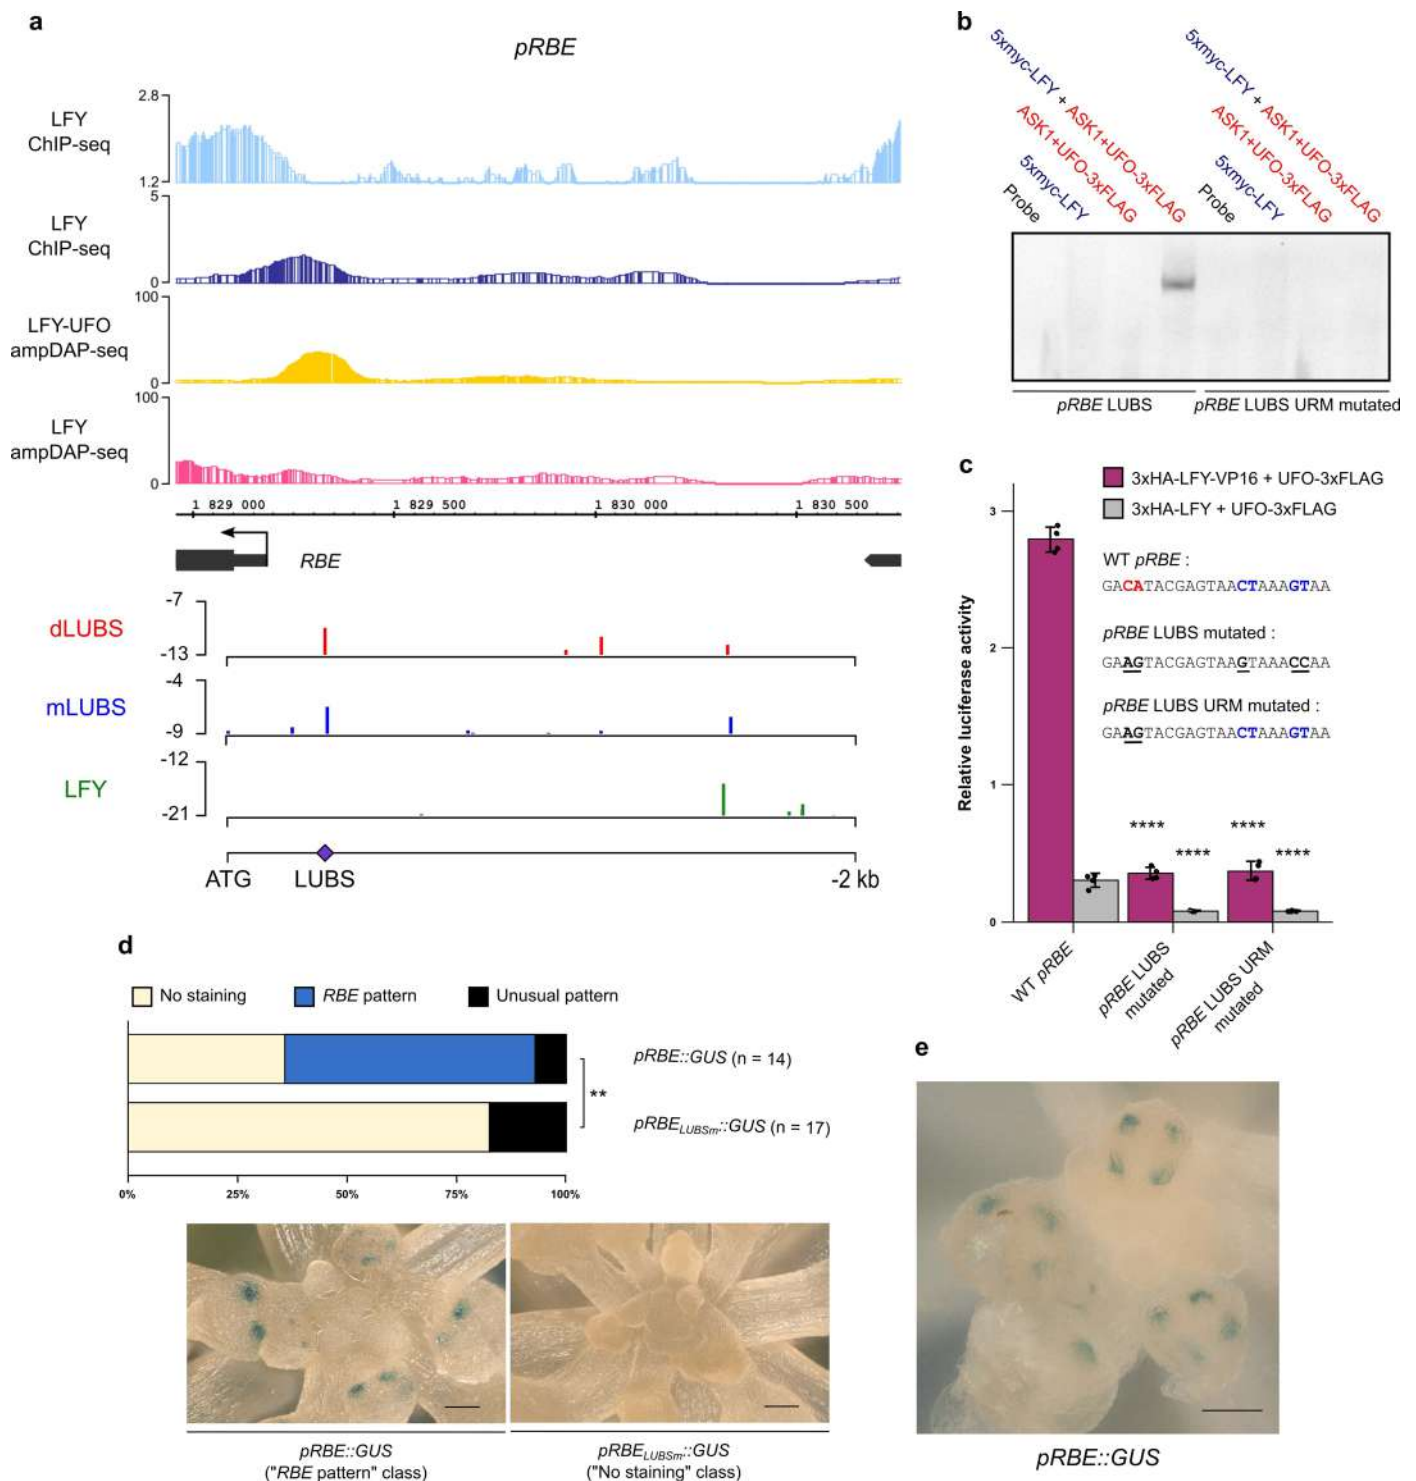 a
pRBE
LFY
ChIP-seq
2.8
1.2
LFY
ChIP-seq
5
0
LFY-UFO
ampDAP-seq
100
0
LFY
ampDAP-seq
100
0
1 829 000
1 829 500
1 830 000
1 830 500
RBE
dLUBS
-7
-13
mLUBS
-4
-9
LFY
-12
-21
ATG
LUBS
-2 kb
b
Probe
5xmyc-LFY
ASK1+UFO-3xFLAG
5xmyc-LFY + ASK1+UFO-3xFLAG
Probe
5xmyc-LFY
ASK1+UFO-3xFLAG
5xmyc-LFY + ASK1+UFO-3xFLAG
pRBE LUBS
pRBE LUBS URM mutated
c
3xHA-LFY-VP16 + UFO-3xFLAG
3xHA-LFY + UFO-3xFLAG
WT pRBE :
GACATACGAGTAACTAAAGTAA
pRBE LUBS mutated :
GAAGTACGAGTAAGTAAACCAA
pRBE LUBS URM mutated :
GAAGTACGAGTAACTAAAGTAA
Relative luciferase activity
3
2
1
0
**** **** **** ****
WT pRBE
pRBE LUBS
mutated
pRBE LUBS URM
mutated
d
No staining
RBE pattern
Unusual pattern
pRBE::GUS (n = 14)
**
pRBELUBSm::GUS (n = 17)
0%
25%
50%
75%
100%
pRBE::GUS
("RBE pattern" class)
pRBELUBSm::GUS
("No staining" class)
e
pRBE::GUS